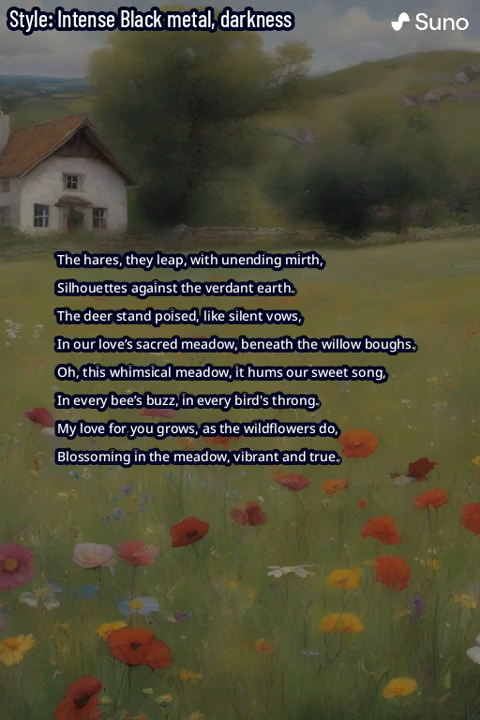 Style: Intense Black metal, darkness
Suno
The hares, they leap, with unending mirth,
Silhouettes against the verdant earth.
The deer stand poised, like silent vows,
In our love's sacred meadow, beneath the willow boughs.
Oh, this whimsical meadow, it hums our sweet song,
In every bee's buzz, in every bird's throng.
My love for you grows, as the wildflowers do,
Blossoming in the meadow, vibrant and true.